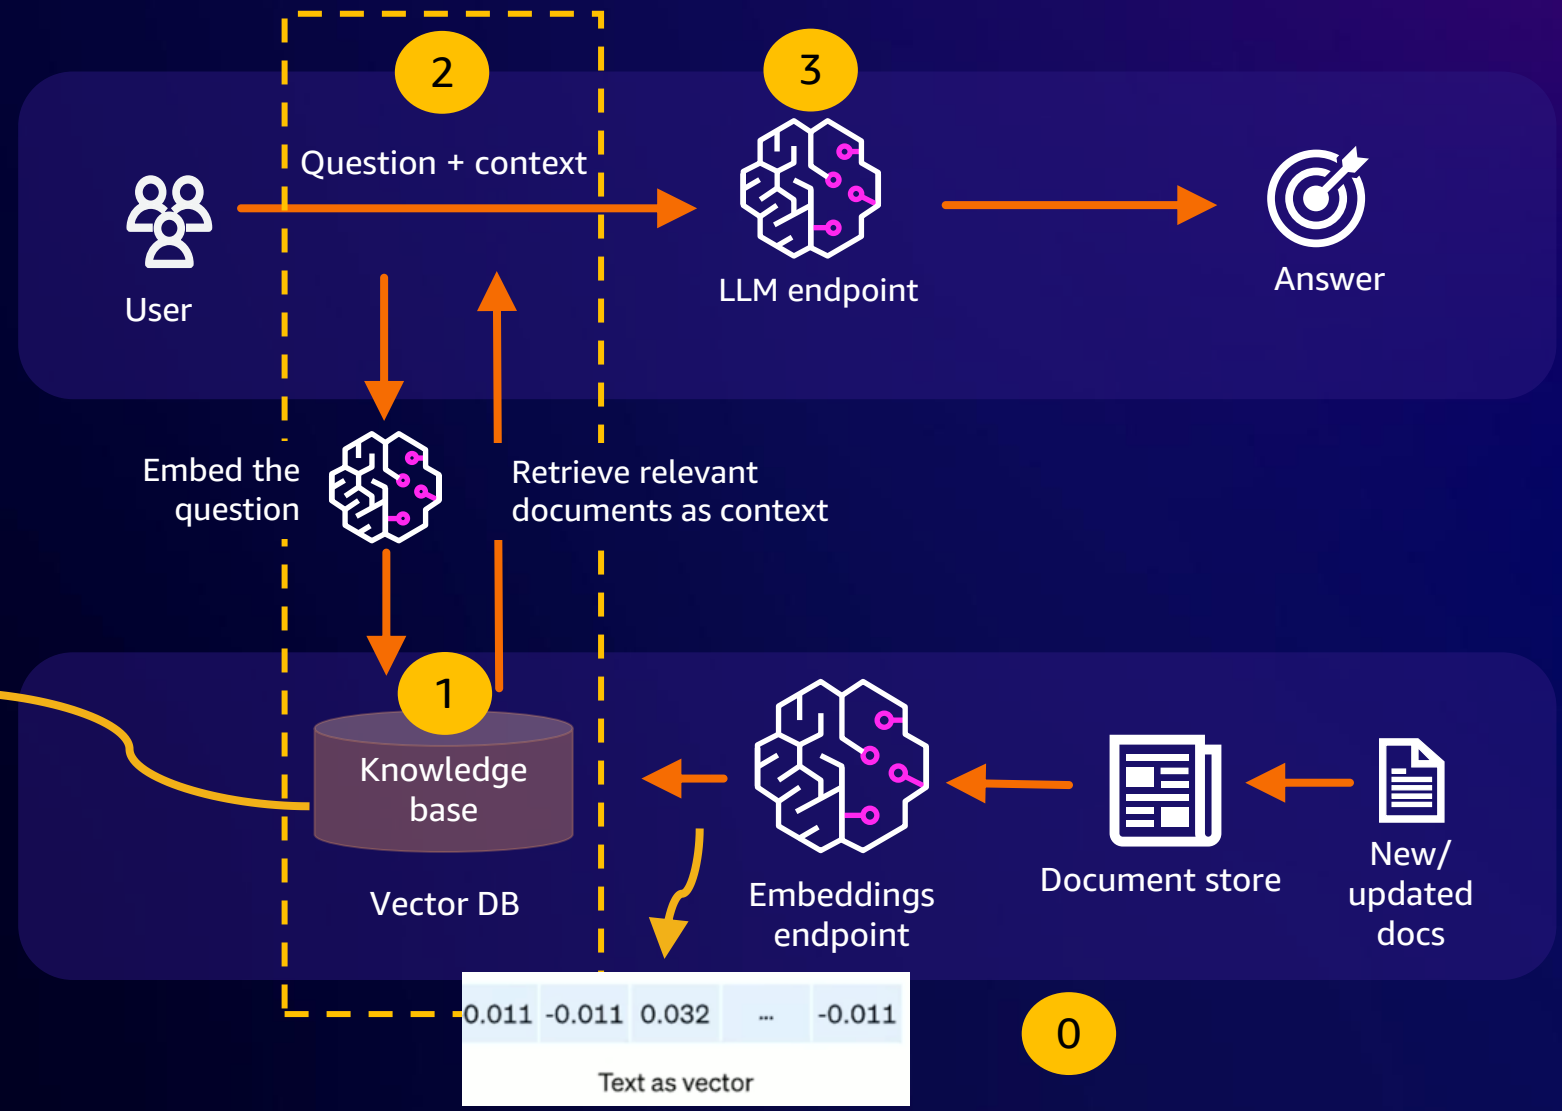 2
3
Question + context
User
LLM endpoint
Answer
Embed the
question
Retrieve relevant
documents as context
1
Knowledge
base
Vector DB
Embeddings
endpoint
Document store
New/
updated
docs
0.011 -0.011 0.032 ... -0.011
Text as vector
0